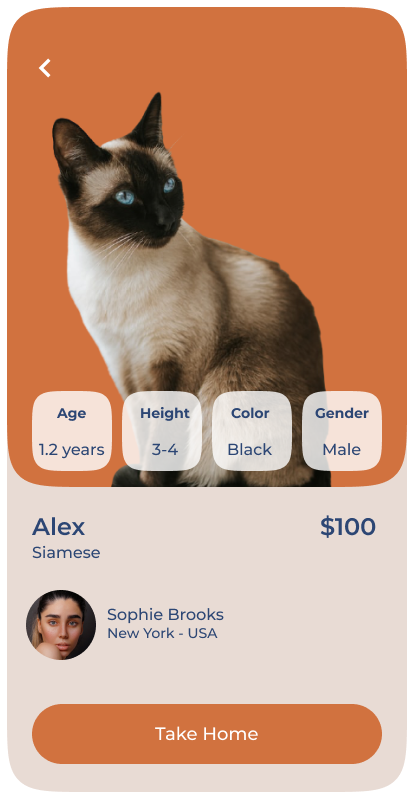 Age
1.2 years
Height
3-4
Color
Black
Gender
Male
Alex
$100
Siamese
Sophie Brooks
New York - USA
Take Home